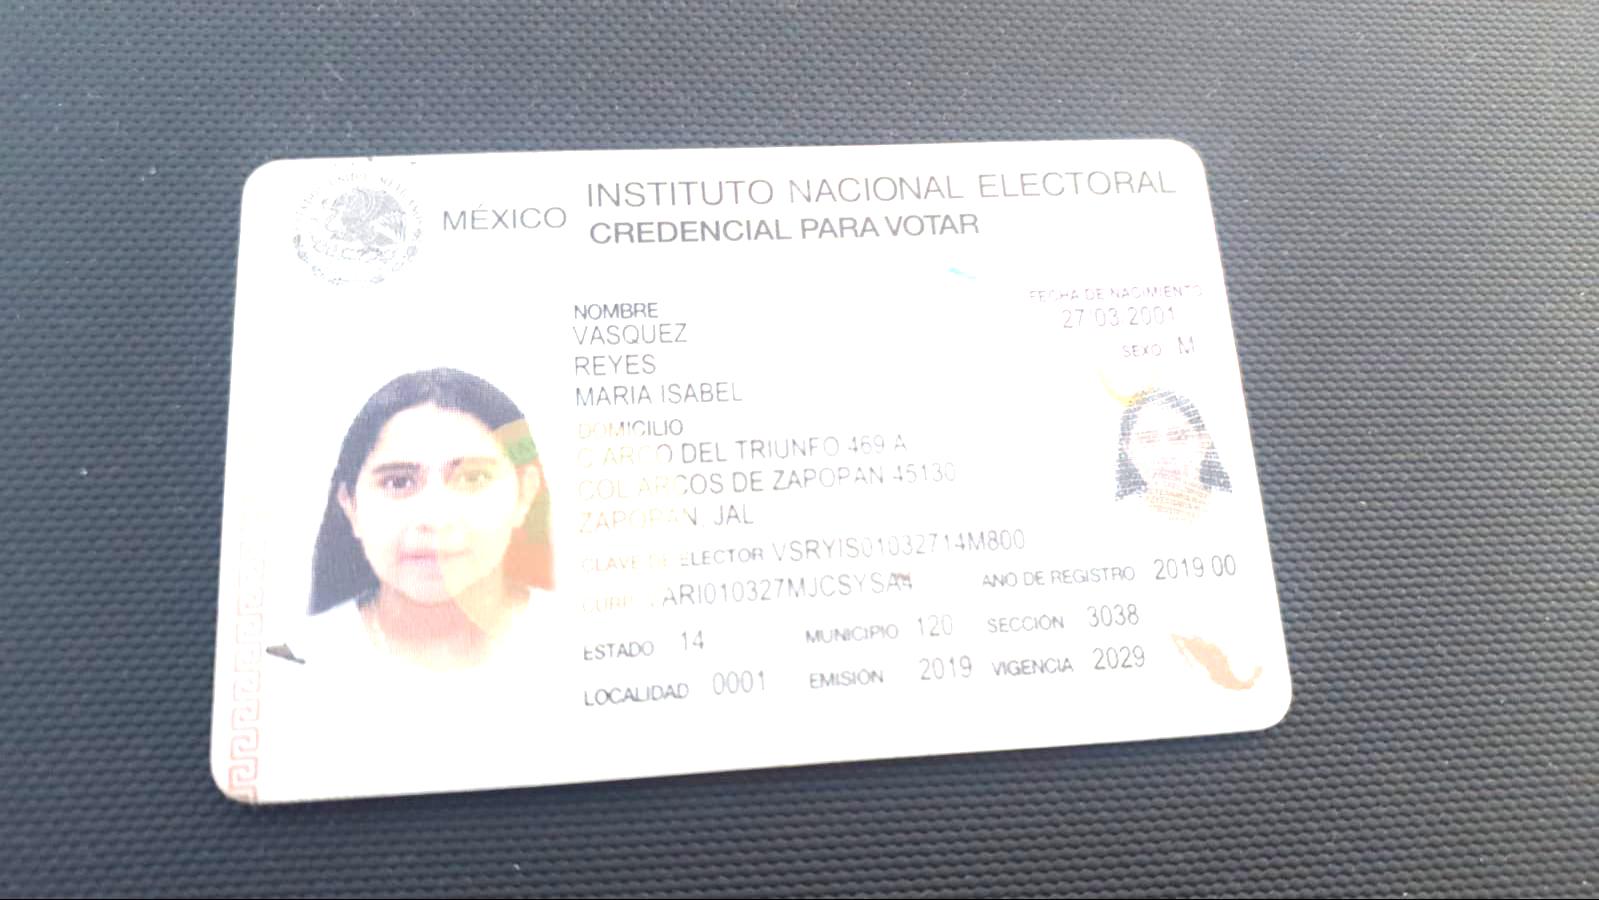 MÉXICO
INSTITUTO NACIONAL ELECTORAL
CREDENCIAL PARA VOTAR
NOMBRE
VASQUEZ
REYES
MARIA ISABEL
FECHA DE NACIMIENTO
27 03 2001
SEXO M
DOMICILIO
C ARCO DEL TRIUNFO 469 A
COL ARCOS DE ZAPOPAN 45130
ZAPOPAN, JAL
CLAVE DE ELECTOR VSRYIS01032714M800
CURP
AÑO DE REGISTRO 2019 00
ESTADO 14
MUNICIPIO 120
SECCIÓN 3038
LOCALIDAD 0001
EMISIÓN 2019
VIGENCIA 2029